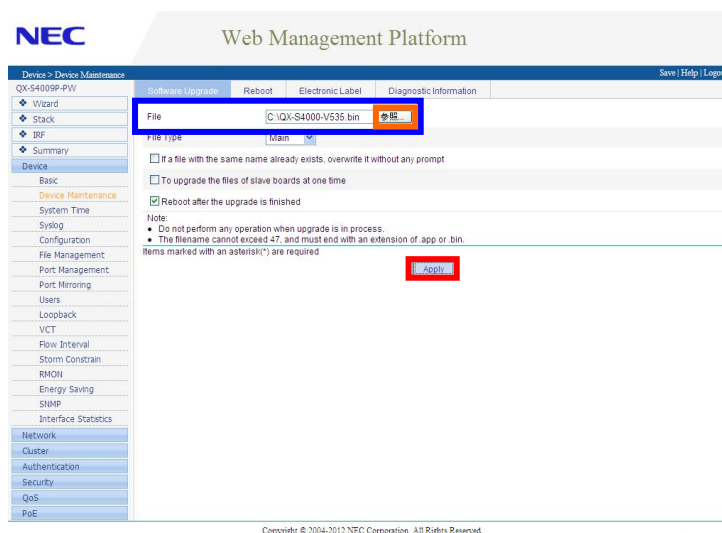 NEC
Web Management Platform
Device > Device Maintenance
Save | Help | Logou
QX-S4009P-PW
Wizard
Stack
IRF
Summary
Device
Basic
Device Maintenance
System Time
Syslog
Configuration
File Management
Port Management
Port Mirroring
Users
Loopback
VCT
Flow Interval
Storm Constrain
RMON
Energy Saving
SNMP
Interface Statistics
Network
Cluster
Authentication
Security
QoS
PoE
Software Upgrade
Reboot
Electronic Label
Diagnostic Information
File
C:\QX-S4000-V535.bin
参照...
File Type
Main
If a file with the same name already exists, overwrite it without any prompt
To upgrade the files of slave boards at one time
Reboot after the upgrade is finished
Note:
Do not perform any operation when upgrade is in process.
The filename cannot exceed 47, and must end with an extension of .app or .bin.
Items marked with an asterisk(*) are required
Apply
Copyright © 2004-2012 NEC Corporation. All Rights Reserved.